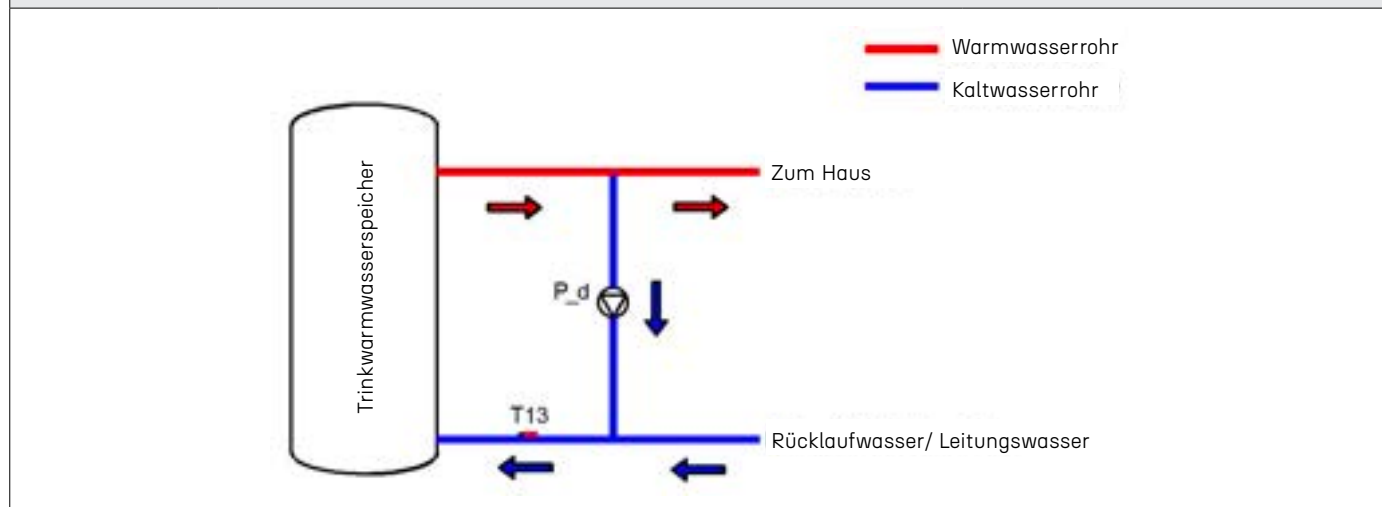 Warmwasserrohr
Kaltwasserrohr
Zum Haus
Trinkwarmwasserspeicher
P_d
T13
Rücklaufwasser/ Leitungswasser